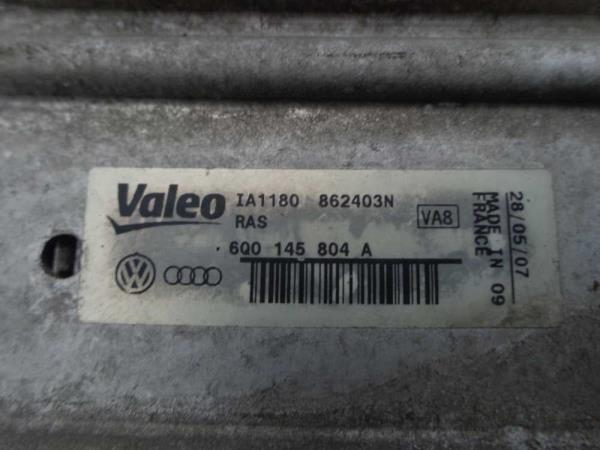 Valeo IA1180 862403N
RAS
VA8
6Q0 145 804 A
28/05/07
MADE IN 09
FRANCE